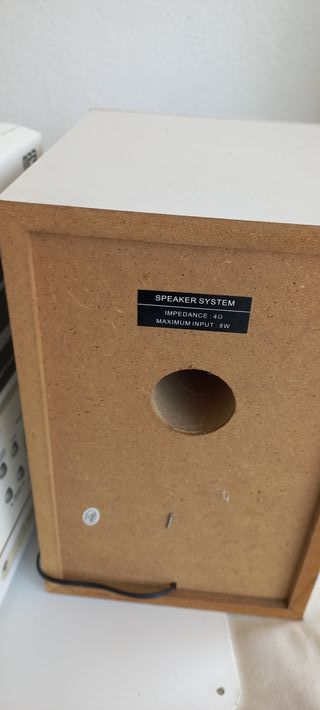 SPEAKER SYSTEM
IMPEDANCE : 4Ω
MAXIMUM INPUT : 8W